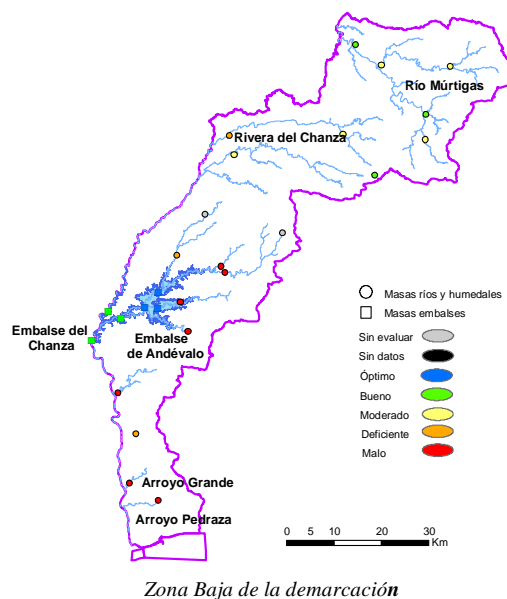 Río Múrtigas
Rivera del Chanza
Embalse del
Chanza
Embalse
de Andévalo
Masas ríos y humedales
Masas embalses
Sin evaluar
Sin datos
Óptimo
Bueno
Moderado
Deficiente
Malo
Arroyo Grande
Arroyo Pedraza
0 5 10 20 30
Km
Zona Baja de la demarcación